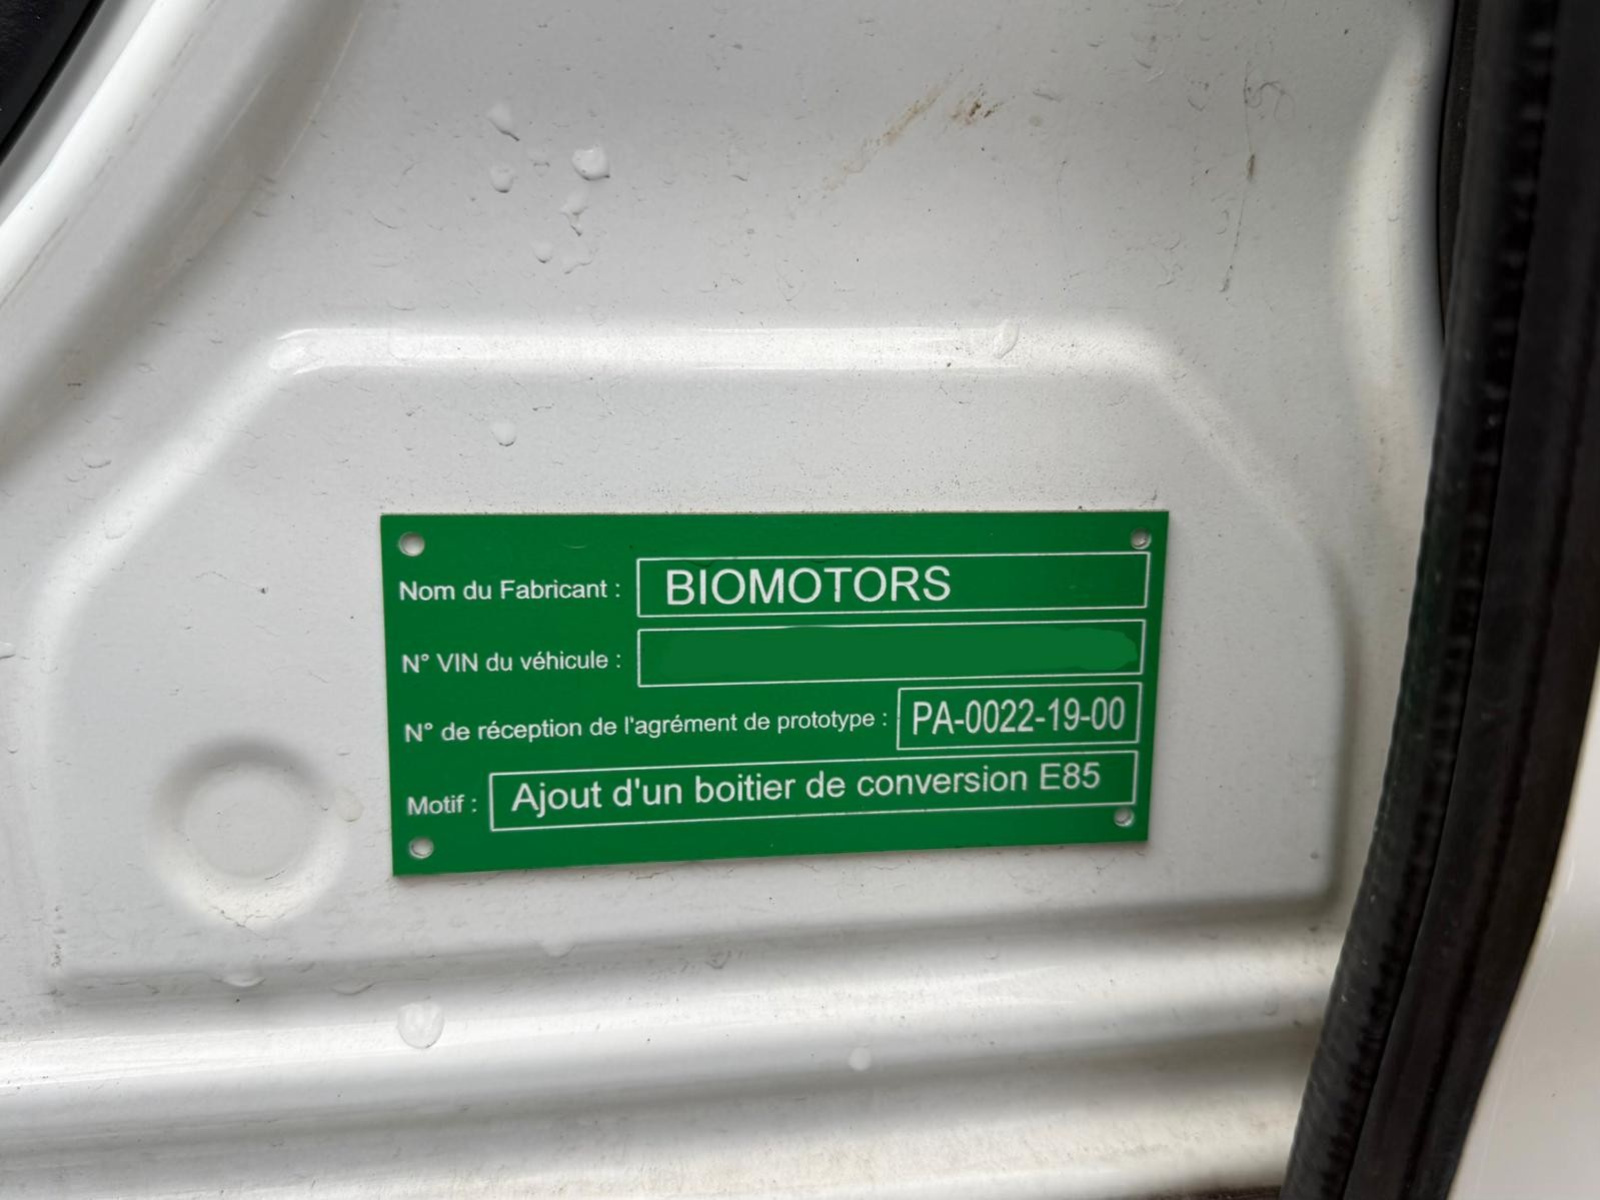 Nom du Fabricant : BIOMOTORS
N° VIN du véhicule :
N° de réception de l'agrément de prototype : PA-0022-19-00
Motif : Ajout d'un boitier de conversion E85